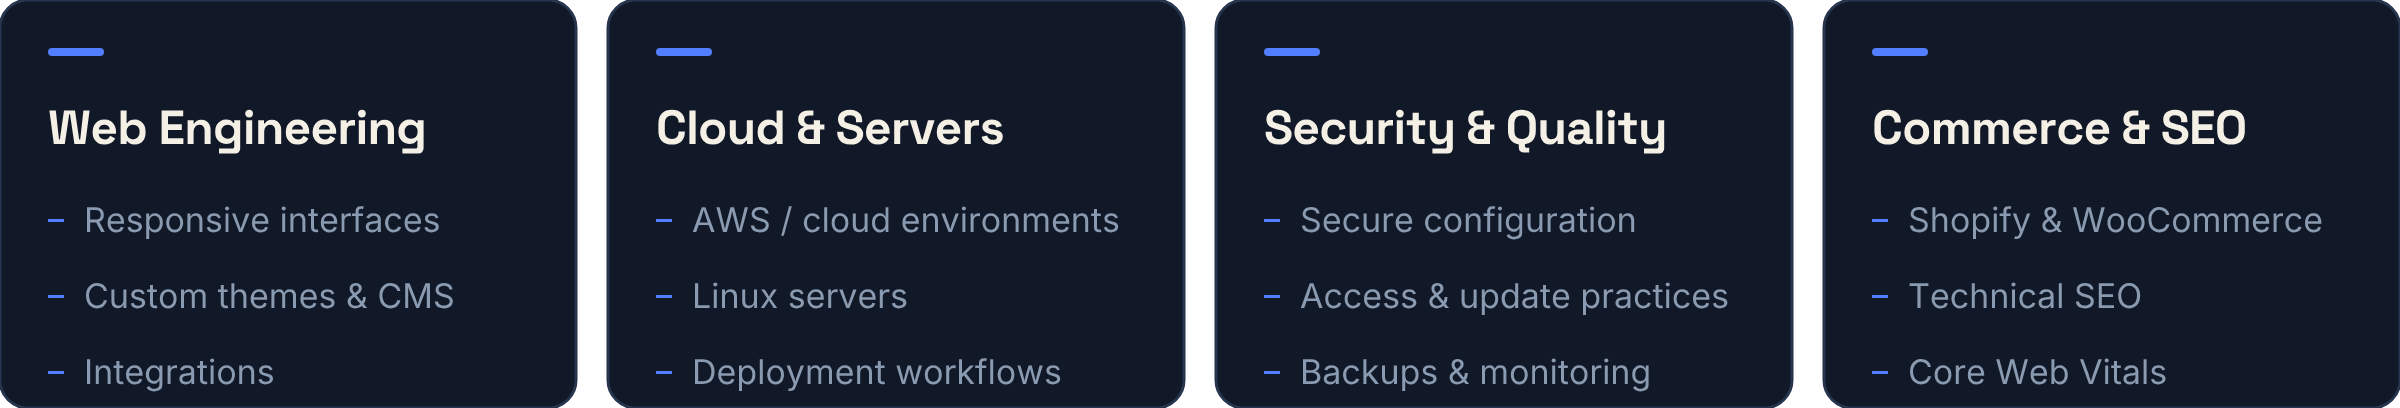 Web Engineering
– Responsive interfaces
– Custom themes & CMS
– Integrations
Cloud & Servers
– AWS / cloud environments
– Linux servers
– Deployment workflows
Security & Quality
– Secure configuration
– Access & update practices
– Backups & monitoring
Commerce & SEO
– Shopify & WooCommerce
– Technical SEO
– Core Web Vitals